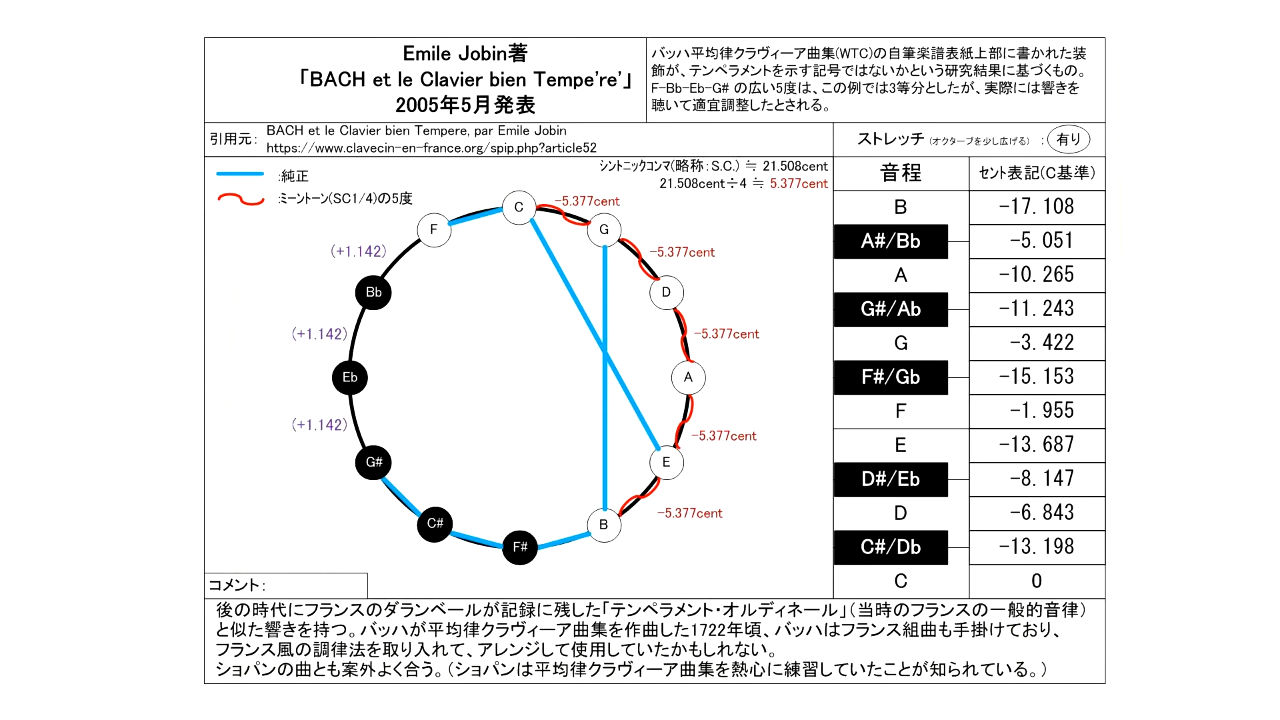 Emile Jobin著
「BACH et le Clavier bien Tempe're'」
2005年5月発表
バッハ平均律クラヴィーア曲集(WTC)の自筆楽譜表紙上部に書かれた装
飾が、テンペラメントを示す記号ではないかという研究結果に基づくもの。
F-Bb-Eb-G# の広い5度は、この例では3等分としたが、実際には響きを
聴いて適宜調整したとされる。
引用元:
BACH et le Clavier bien Tempere, par Emile Jobin
https://www.clavecin-en-france.org/spip.php?article52
ストレッチ (オクターブを少し広げる) : 有り
:純正
:ミーントーン(SC1/4)の5度
シントニックコンマ(略称:S.C.) ≒ 21.508cent
21.508cent÷4 ≒ 5.377cent
C
G
D
A
E
B
F#
C#
G#
Eb
Bb
F
-5.377cent
-5.377cent
-5.377cent
-5.377cent
-5.377cent
(+1.142)
(+1.142)
(+1.142)
音程 セント表記(C基準)
B -17.108
A#/Bb -5.051
A -10.265
G#/Ab -11.243
G -3.422
F#/Gb -15.153
F -1.955
E -13.687
D#/Eb -8.147
D -6.843
C#/Db -13.198
C 0
コメント:
後の時代にフランスのダランベールが記録に残した「テンペラメント・オルディネール」(当時のフランスの一般的音律)
と似た響きを持つ。バッハが平均律クラヴィーア曲集を作曲した1722年頃、バッハはフランス組曲も手掛けており、
フランス風の調律法を取り入れて、アレンジして使用していたかもしれない。
ショパンの曲とも案外よく合う。(ショパンは平均律クラヴィーア曲集を熱心に練習していたことが知られている。)